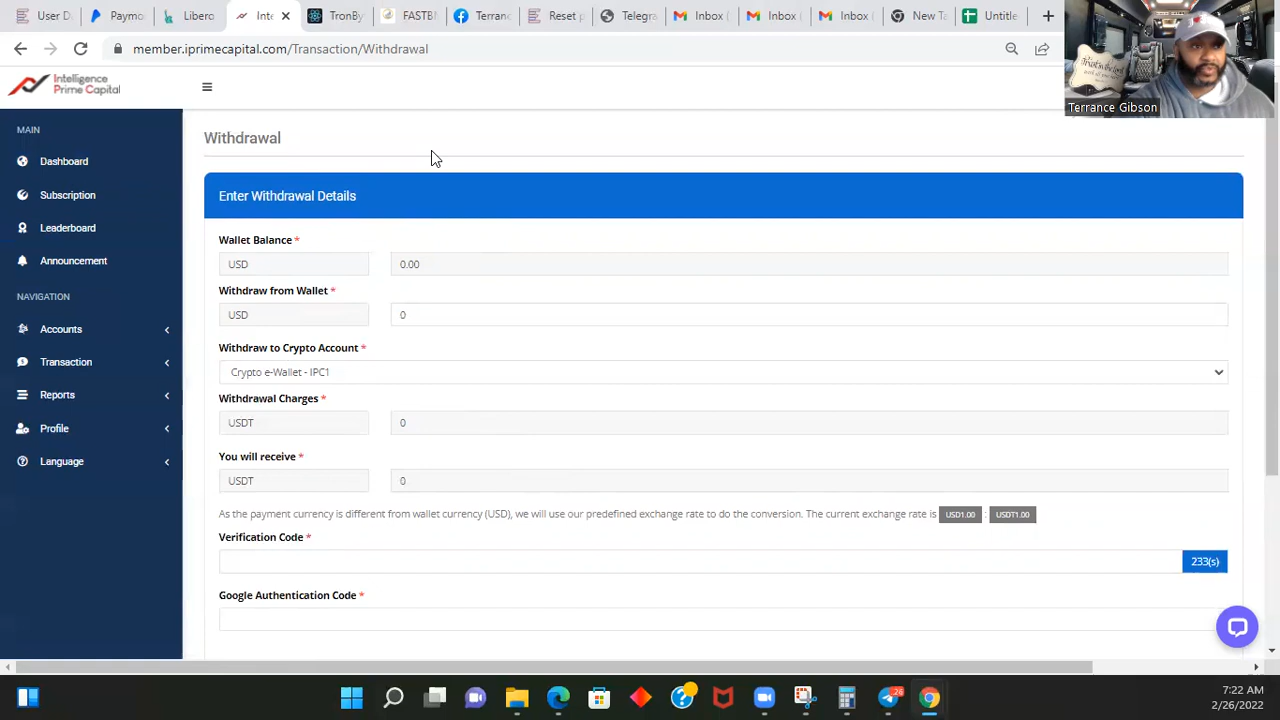 User D
Paymo
Libero
Inte
TronBy
FASTB
Terran
Reset p
Telegra
Inbox
Inbox (
Inbox
New Ta
Untitle
member.iprimecapital.com/Transaction/Withdrawal
Intelligence
Prime Capital
Terrance Gibson
MAIN
Dashboard
Subscription
Leaderboard
Announcement
NAVIGATION
Accounts
Transaction
Reports
Profile
Language
Withdrawal
Enter Withdrawal Details
Wallet Balance *
USD 0.00
Withdraw from Wallet *
USD 0
Withdraw to Crypto Account *
Crypto e-Wallet - IPC1
Withdrawal Charges *
USDT 0
You will receive *
USDT 0
As the payment currency is different from wallet currency (USD), we will use our predefined exchange rate to do the conversion. The current exchange rate is USD1.00 : USDT1.00
Verification Code *
233(s)
Google Authentication Code *
26
7:22 AM
2/26/2022